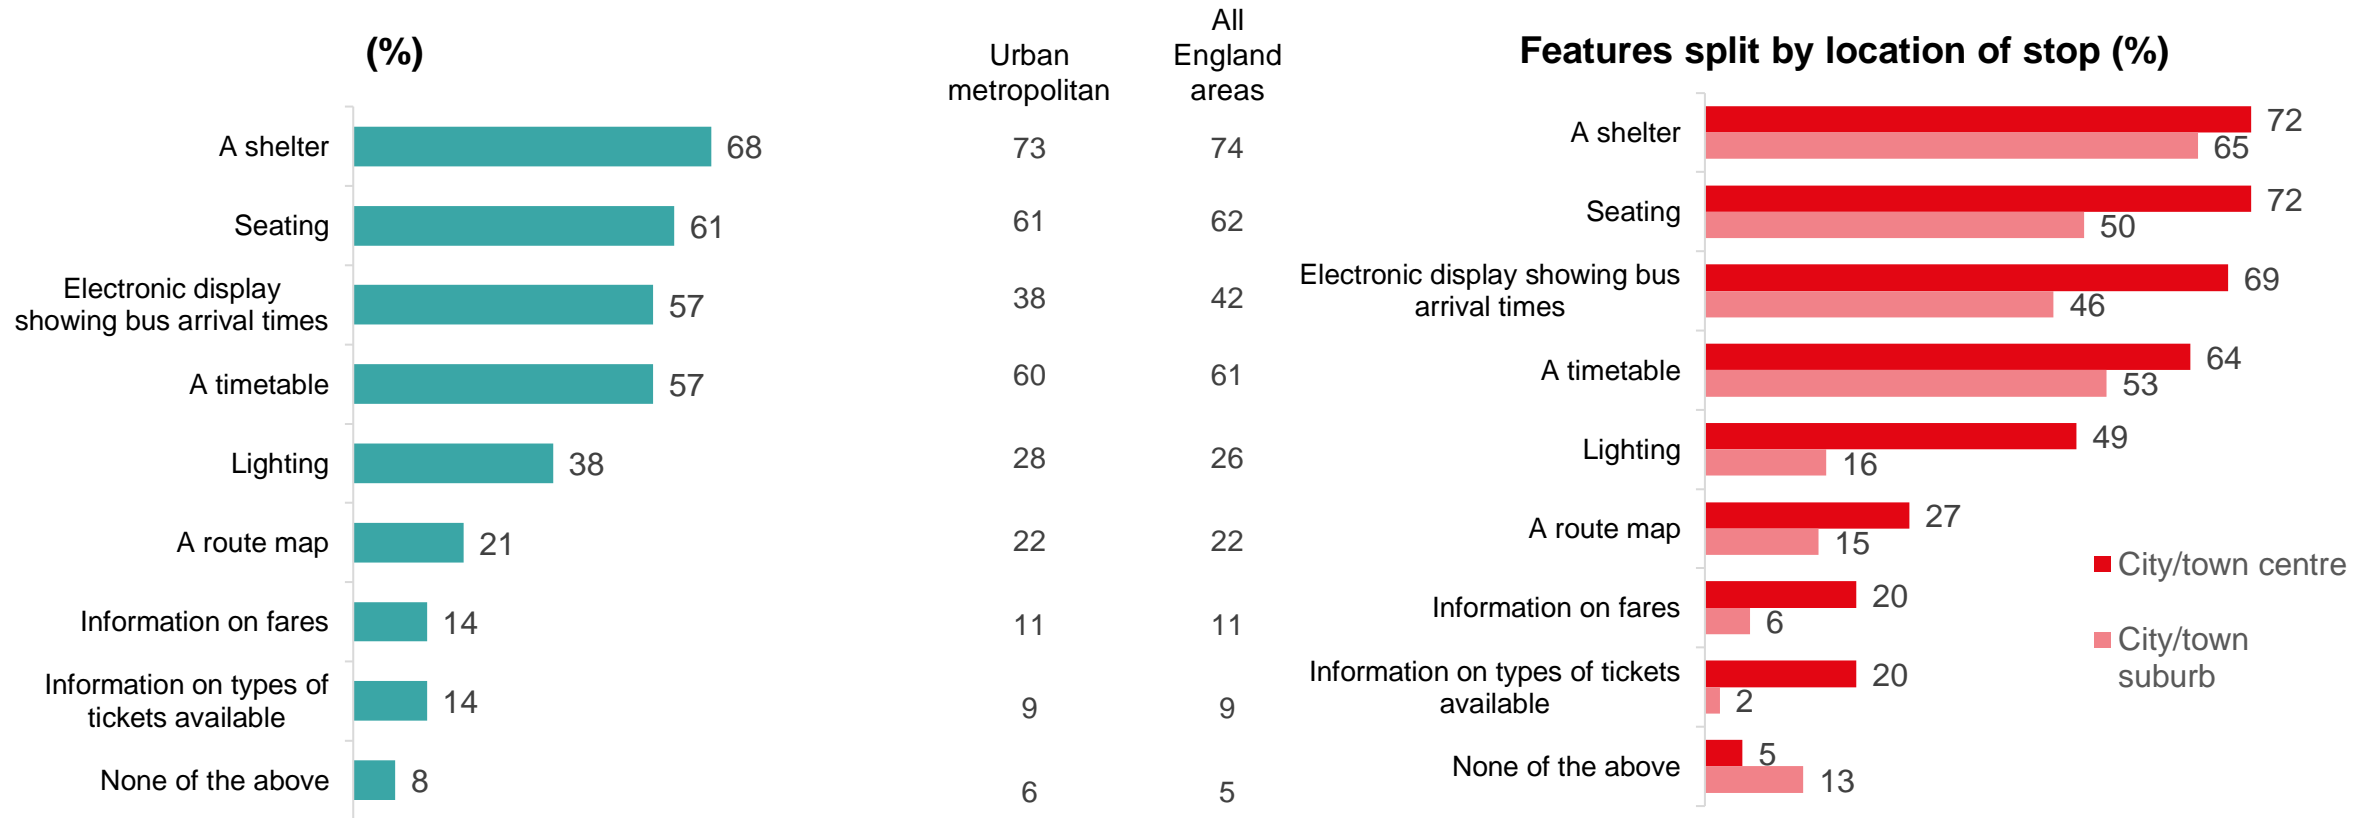 (%)
Urban
metropolitan
All
England
areas
A shelter
68
73
74
Seating
61
61
62
Electronic display
showing bus arrival times
57
38
42
A timetable
57
60
61
Lighting
38
28
26
A route map
21
22
22
Information on fares
14
11
11
Information on types of
tickets available
14
9
9
None of the above
8
6
5
Features split by location of stop (%)
A shelter
72
65
Seating
72
50
Electronic display showing bus
arrival times
69
46
A timetable
64
53
Lighting
49
16
A route map
27
15
Information on fares
20
6
Information on types of tickets
available
20
2
None of the above
5
13
City/town centre
City/town
suburb